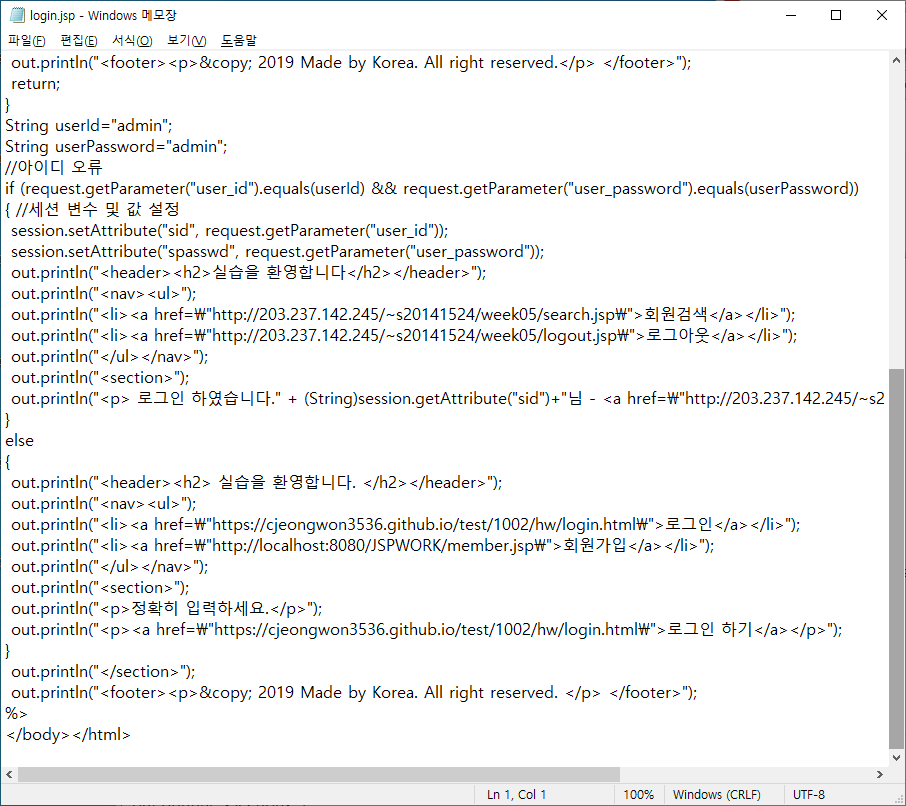 login.jsp - Windows 메모장
파일(F) 편집(E) 서식(O) 보기(V) 도움말
out.println("<footer><p>&copy; 2019 Made by Korea. All right reserved.</p> </footer>");
return;
}
String userId="admin";
String userPassword="admin";
//아이디 오류
if (request.getParameter("user_id").equals(userId) && request.getParameter("user_password").equals(userPassword))
{ //세션 변수 및 값 설정
session.setAttribute("sid", request.getParameter("user_id"));
session.setAttribute("spasswd", request.getParameter("user_password"));
out.println("<header><h2>실습을 환영합니다</h2></header>");
out.println("<nav><ul>");
out.println("<li><a href=₩"http://203.237.142.245/~s20141524/week05/search.jsp₩">회원검색</a></li>");
out.println("<li><a href=₩"http://203.237.142.245/~s20141524/week05/logout.jsp₩">로그아웃</a></li>");
out.println("</ul></nav>");
out.println("<section>");
out.println("<p> 로그인 하였습니다." + (String)session.getAttribute("sid")+"님 - <a href=₩"http://203.237.142.245/~s2
}
else
{
out.println("<header><h2> 실습을 환영합니다. </h2></header>");
out.println("<nav><ul>");
out.println("<li><a href=₩"https://cjeongwon3536.github.io/test/1002/hw/login.html₩">로그인</a></li>");
out.println("<li><a href=₩"http://localhost:8080/JSPWORK/member.jsp₩">회원가입</a></li>");
out.println("</ul></nav>");
out.println("<section>");
out.println("<p>정확히 입력하세요.</p>");
out.println("<p><a href=₩"https://cjeongwon3536.github.io/test/1002/hw/login.html₩">로그인 하기</a></p>");
}
out.println("</section>");
out.println("<footer><p>&copy; 2019 Made by Korea. All right reserved. </p> </footer>");
%>
</body></html>
Ln 1, Col 1 100% Windows (CRLF) UTF-8